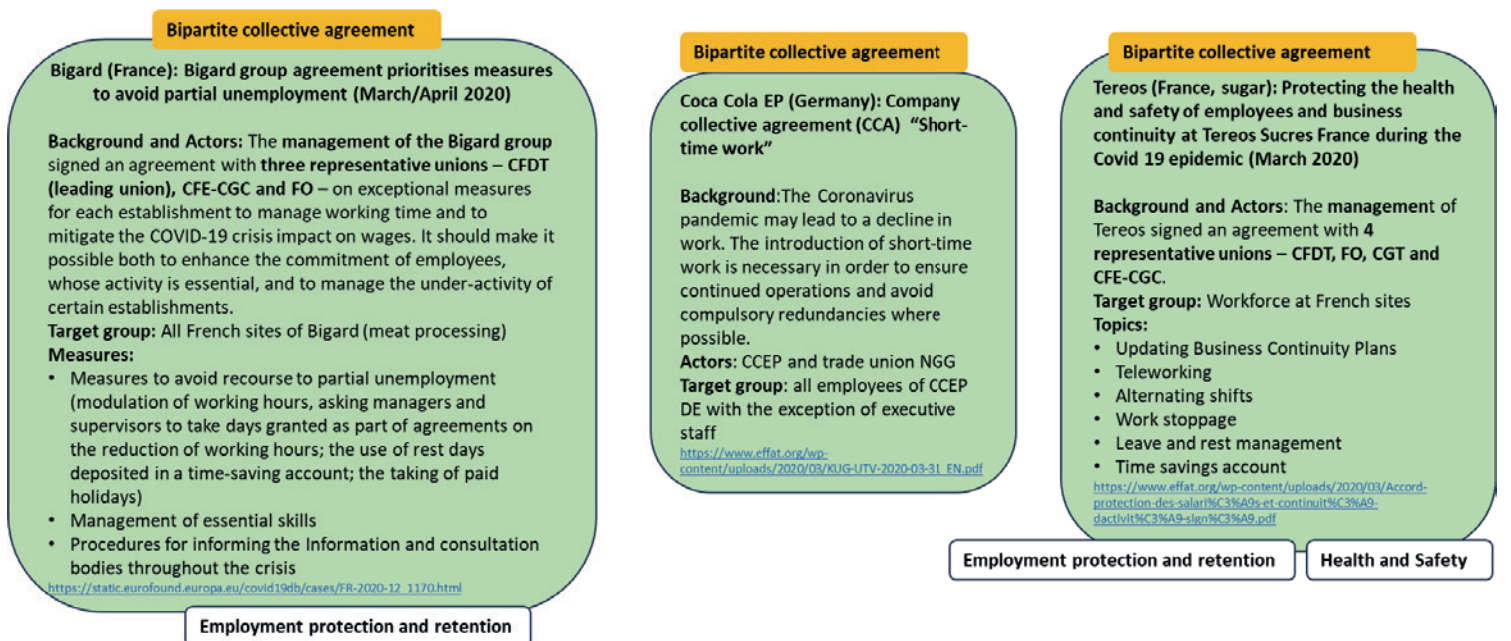 Bipartite collective agreement
Bigard (France): Bigard group agreement prioritises measures
to avoid partial unemployment (March/April 2020)
Background and Actors: The management of the Bigard group
signed an agreement with three representative unions – CFDT
(leading union), CFE-CGC and FO – on exceptional measures
for each establishment to manage working time and to
mitigate the COVID-19 crisis impact on wages. It should make it
possible both to enhance the commitment of employees,
whose activity is essential, and to manage the under-activity of
certain establishments.
Target group: All French sites of Bigard (meat processing)
Measures:
• Measures to avoid recourse to partial unemployment
(modulation of working hours, asking managers and
supervisors to take days granted as part of agreements on
the reduction of working hours; the use of rest days
deposited in a time-saving account; the taking of paid
holidays)
• Management of essential skills
• Procedures for informing the Information and consultation
bodies throughout the crisis
https://static.eurofound.europa.eu/covid19db/cases/FR-2020-12_1170.html
Employment protection and retention
Bipartite collective agreement
Coca Cola EP (Germany): Company
collective agreement (CCA) “Short-
time work”
Background:The Coronavirus
pandemic may lead to a decline in
work. The introduction of short-time
work is necessary in order to ensure
continued operations and avoid
compulsory redundancies where
possible.
Actors: CCEP and trade union NGG
Target group: all employees of CCEP
DE with the exception of executive
staff
https://www.effat.org/wp-
content/uploads/2020/03/KUG-UTV-2020-03-31_EN.pdf
Bipartite collective agreement
Tereos (France, sugar): Protecting the health
and safety of employees and business
continuity at Tereos Sucres France during the
Covid 19 epidemic (March 2020)
Background and Actors: The management of
Tereos signed an agreement with 4
representative unions – CFDT, FO, CGT and
CFE-CGC.
Target group: Workforce at French sites
Topics:
• Updating Business Continuity Plans
• Teleworking
• Alternating shifts
• Work stoppage
• Leave and rest management
• Time savings account
https://www.effat.org/wp-content/uploads/2020/03/Accord-
protection-des-salari%C3%A9s-et-continuit%C3%A9-
dactivit%C3%A9-sign%C3%A9.pdf
Employment protection and retention
Health and Safety